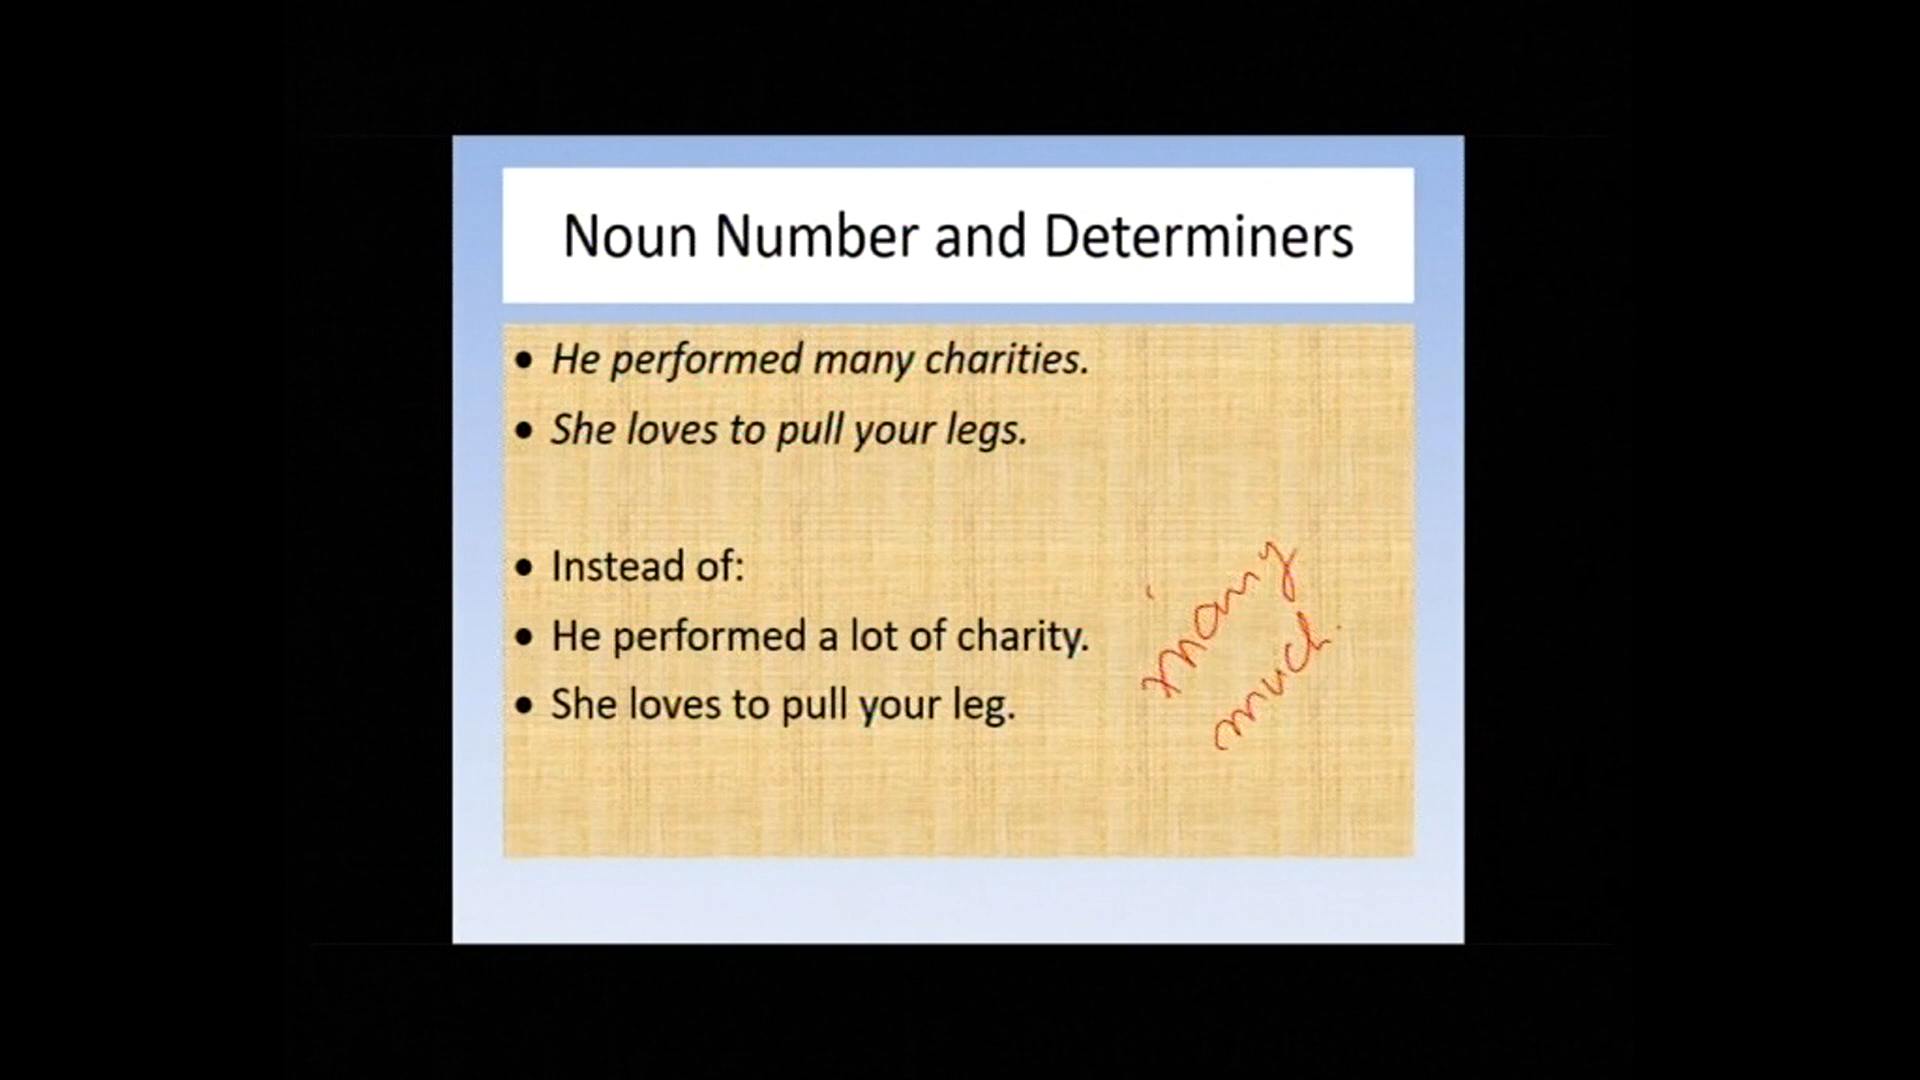 Noun Number and Determiners
• He performed many charities.
• She loves to pull your legs.
• Instead of:
• He performed a lot of charity.
• She loves to pull your leg.
many
much